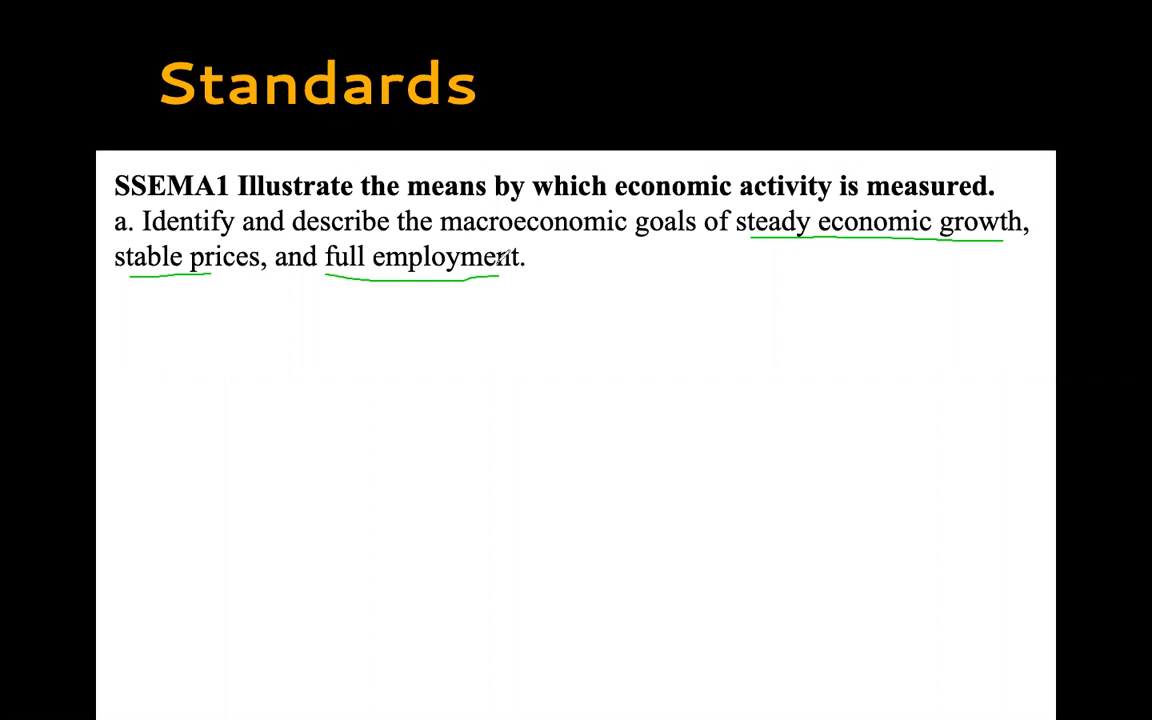 Standards
SSEMA1 Illustrate the means by which economic activity is measured.
a. Identify and describe the macroeconomic goals of steady economic growth,
stable prices, and full employment.